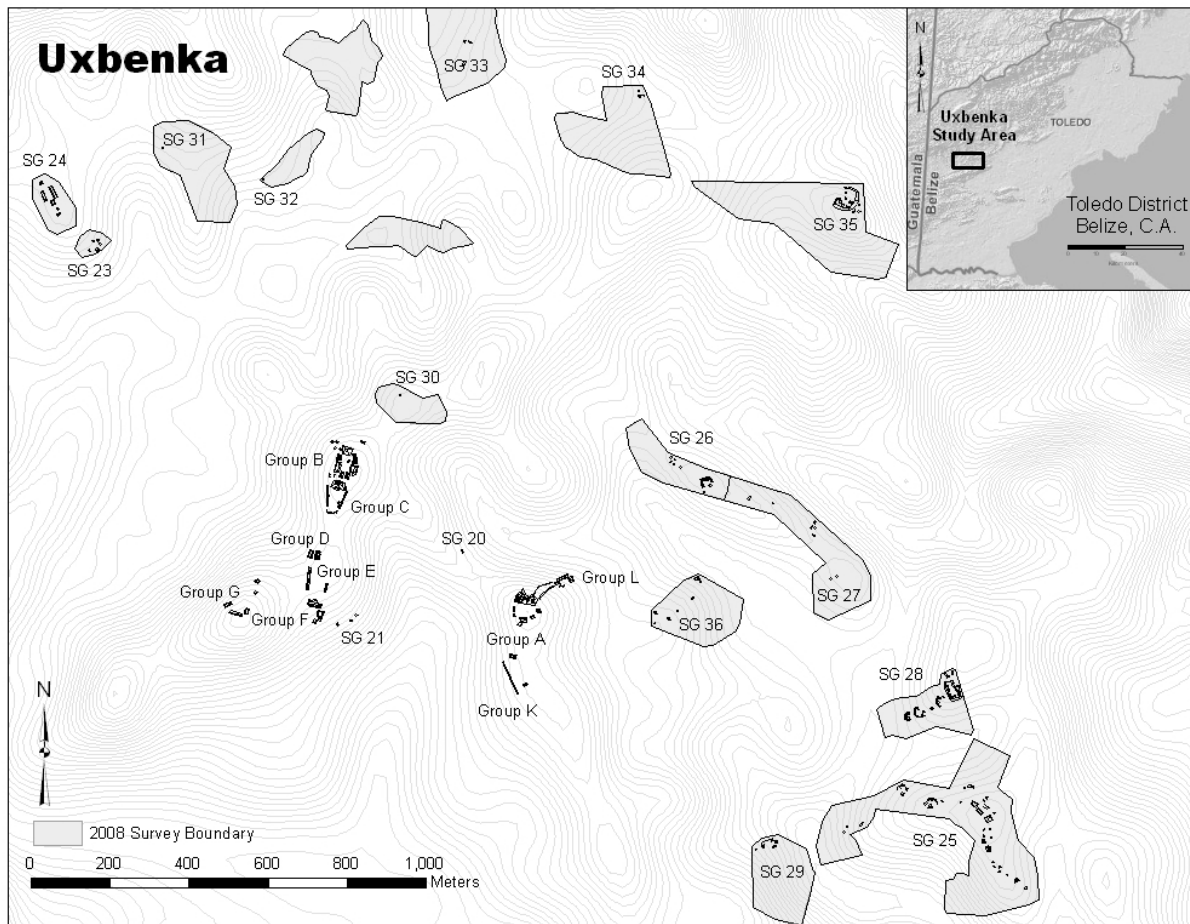 Uxbenka
SG 33
SG 34
SG 31
SG 24
SG 32
SG 35
SG 23
SG 30
SG 26
Group B
Group C
Group D
SG 20
Group E
Group L
Group G
SG 27
Group F
SG 36
SG 21
Group A
SG 28
Group K
SG 25
SG 29
N
2008 Survey Boundary
0 200 400 600 800 1,000
Meters
N
Uxbenka
Study Area
TOLEDO
Guatemala
Belize
Toledo District
Belize, C.A.